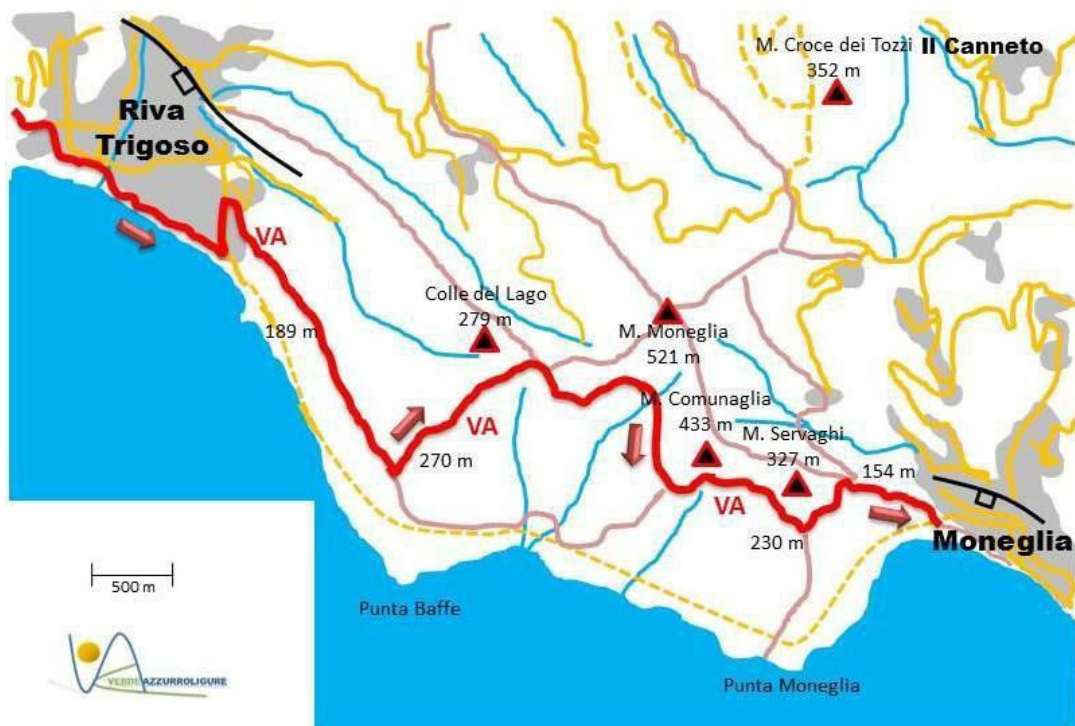 M. Croce dei Tozzi
352 m
Il Canneto
Riva
Trigoso
VA
Colle del Lago
279 m
189 m
M. Moneglia
521 m
M. Comunaglia
433 m
M. Servaghi
327 m
VA
270 m
154 m
VA
230 m
Moneglia
500 m
Punta Baffe
VERDEAZZURROLIGURE
Punta Moneglia